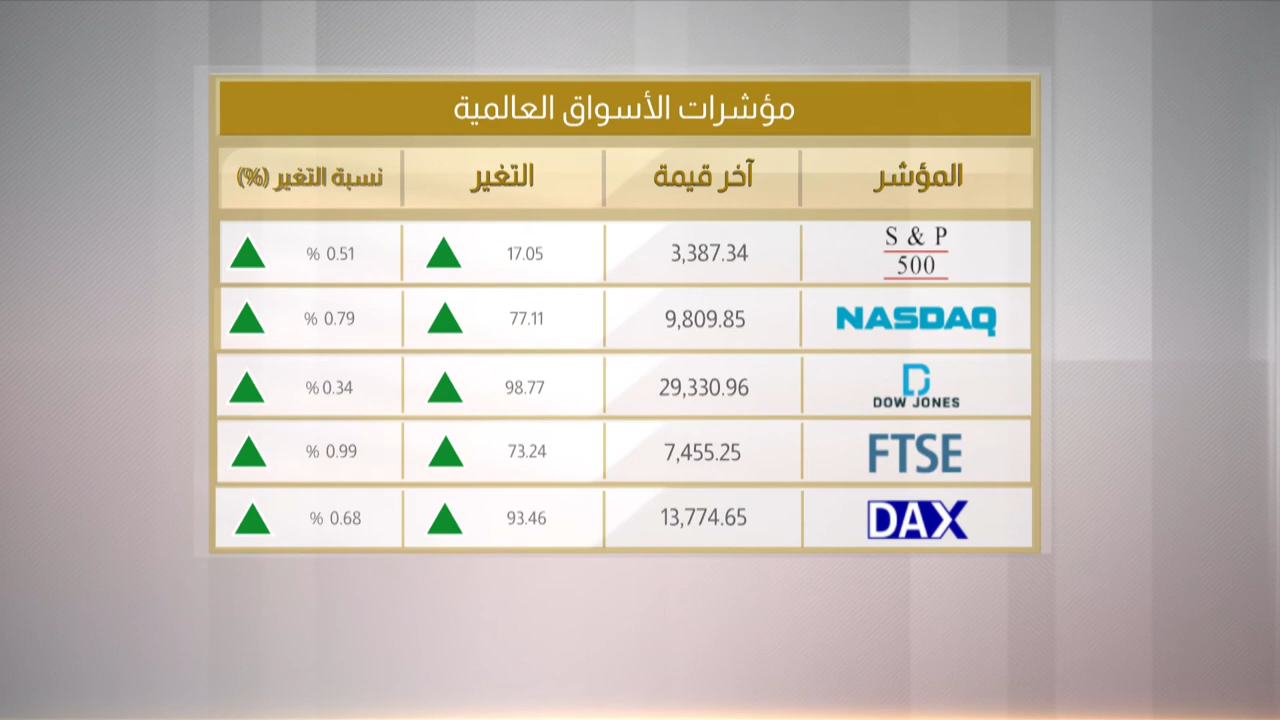 مؤشرات الأسواق العالمية
المؤشر آخر قيمة التغير نسبة التغير (%)
S & P
500 3,387.34 17.05 % 0.51
NASDAQ 9,809.85 77.11 % 0.79
DOW JONES 29,330.96 98.77 % 0.34
FTSE 7,455.25 73.24 % 0.99
DAX 13,774.65 93.46 % 0.68